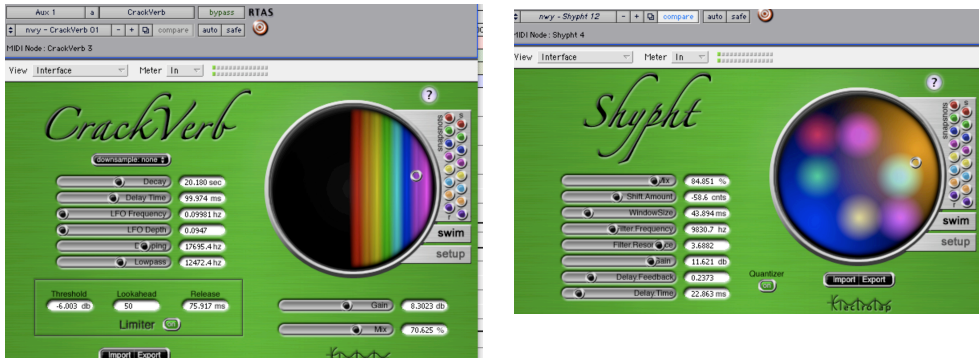 Aux 1 a CrackVerb bypass RTAS
nwy - CrackVerb 01 - + compare auto safe
MIDI Node : CrackVerb 3
View Interface Meter In
CrackVerb
?
downsample: none
Decay 20.180 sec
Delay Time 99.974 ms
LFO Frequency 0.09981 hz
LFO Depth 0.0947
17695.4 hz
Lowpass 12472.4 hz
snapshots
swim
setup
Threshold Lookahead Release
-6.003 db 50 75.917 ms
Limiter on
Gain 8.3023 db
Mix 70.625 %
Import Export
nwy - Shypht 12 - + compare auto safe
MIDI Node : Shypht 4
View Interface Meter In
Shypht
?
Mix 84.851 %
Shift Amount -58.6 cnts
WindowSize 43.894 ms
Filter.Frequency 9830.7 hz
3.6882
Gain 11.621 db
Delay.Feedback 0.2373
Delay.Time 22.863 ms
snapshots
swim
setup
Quantizer
Import Export
Klectrotap